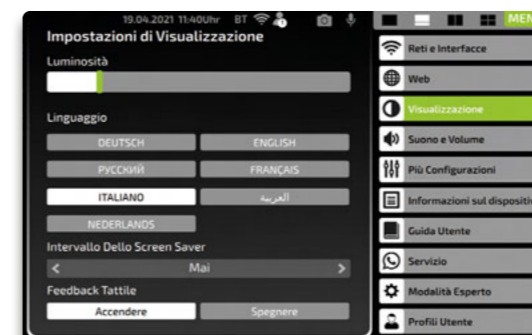 19.04.2021 11:40Uhr BT
MEN
Impostazioni di Visualizzazione
Luminosità
Linguaggio
DEUTSCH ENGLISH
РУССКИЙ FRANÇAIS
ITALIANO العربية
NEDERLANDS
Intervallo Dello Screen Saver
< Mai >
Feedback Tattile
Accendere Spegnere
Reti e Interfacce
Web
Visualizzazione
Suono e Volume
Più Configurazioni
Informazioni sul dispositiv
Guida Utente
Servizio
Modalità Esperto
Profili Utente